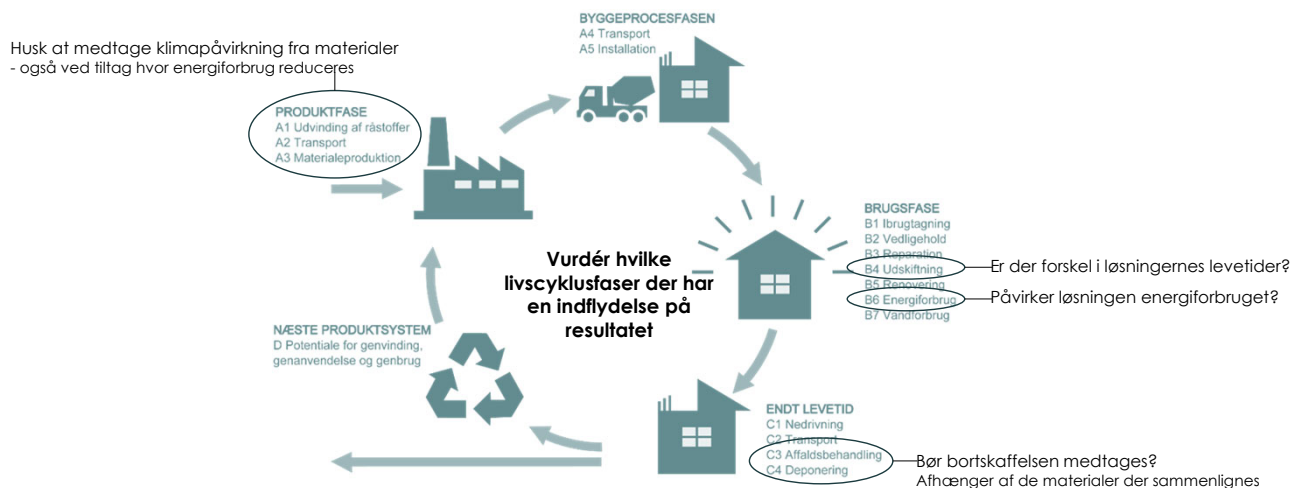 Husk at medtage klimapåvirkning fra materialer
- også ved tiltag hvor energiforbrug reduceres
PRODUKTFASE
A1 Udvinding af råstoffer
A2 Transport
A3 Materialeproduktion
BYGGEPROCESFASEN
A4 Transport
A5 Installation
BRUGSFASE
B1 Ibrugtagning
B2 Vedligehold
B3 Reparation
B4 Udskiftning
B5 Renovering
B6 Energiforbrug
B7 Vandforbrug
Er der forskel i løsningernes levetider?
Påvirker løsningen energiforbruget?
Vurdér hvilke
livscyklusfaser der har
en indflydelse på
resultatet
NÆSTE PRODUKTSYSTEM
D Potentiale for genvinding,
genanvendelse og genbrug
ENDT LEVETID
C1 Nedrivning
C2 Transport
C3 Affaldsbehandling
C4 Deponering
Bør bortskaffelsen medtages?
Afhænger af de materialer der sammenlignes